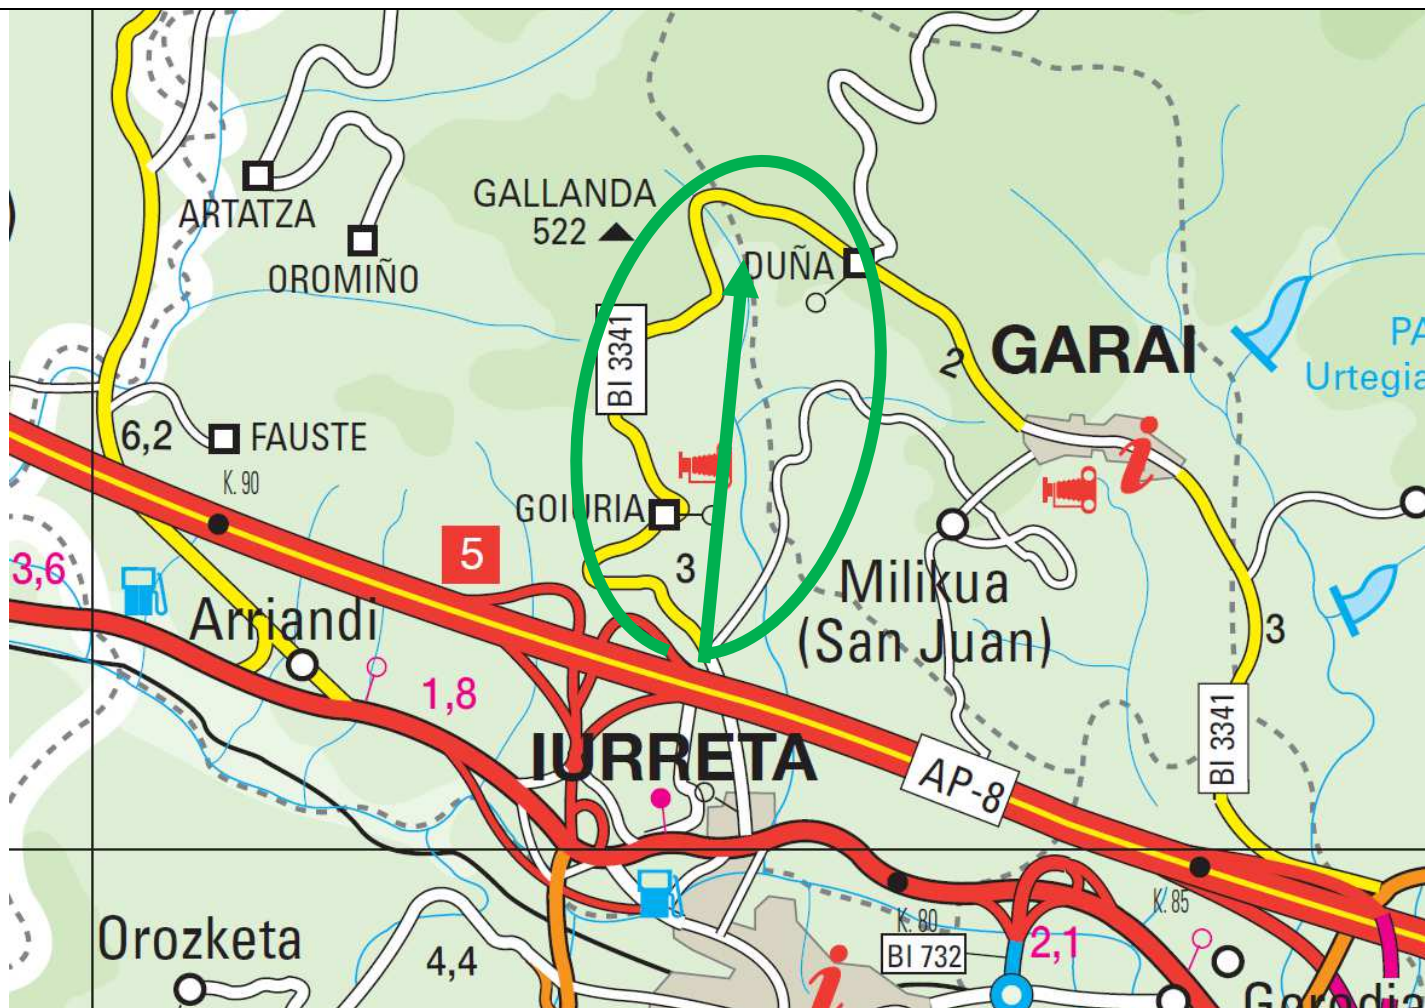 )
ARTATZA
OROMIÑO
GALLANDA
522
DUÑA
BI 3341
2
GARAI
PA
Urtegia
6,2
FAUSTE
K. 90
GOIURIA
i
5
3
3,6
Milikua
(San Juan)
Arriandi
3
1,8
BI 3341
IURRETA
AP-8
Orozketa
4,4
i
K. 80
BI 732
2,1
K. 85